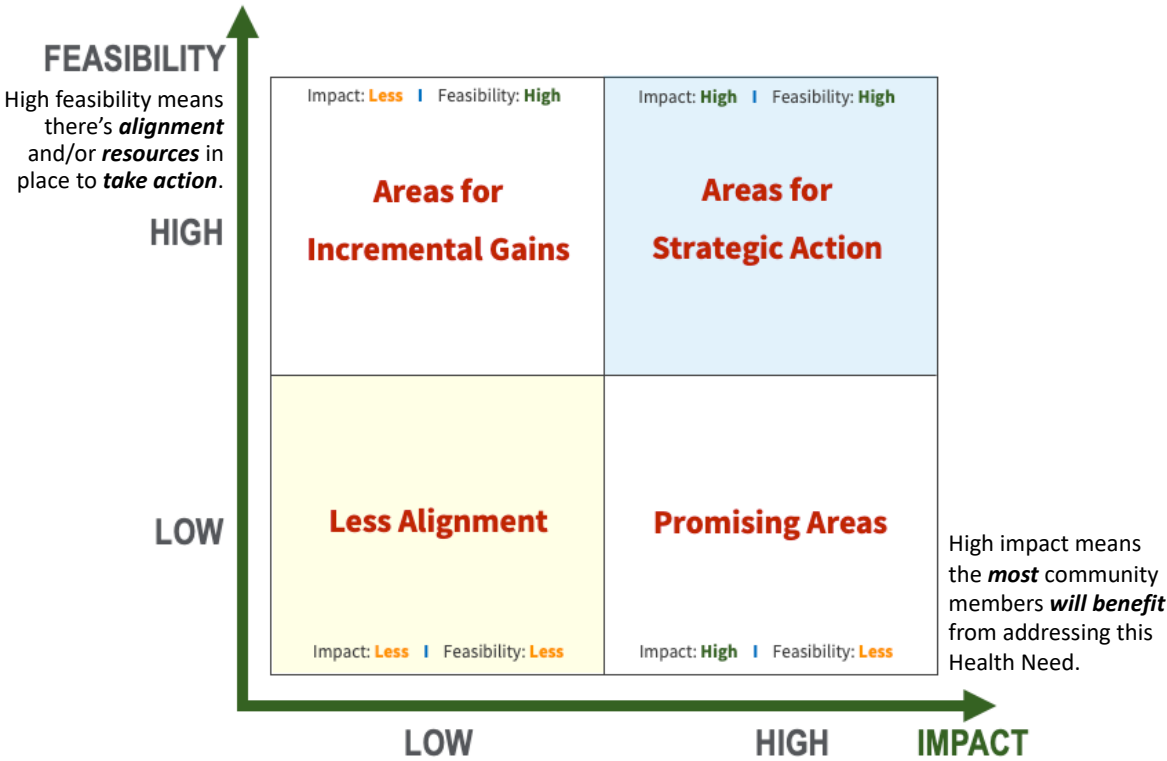 FEASIBILITY
High feasibility means
there’s alignment
and/or resources in
place to take action.
HIGH
LOW
Impact: Less I Feasibility: High
Areas for
Incremental Gains
Impact: High I Feasibility: High
Areas for
Strategic Action
Less Alignment
Impact: Less I Feasibility: Less
Promising Areas
Impact: High I Feasibility: Less
High impact means
the most community
members will benefit
from addressing this
Health Need.
LOW
HIGH
IMPACT